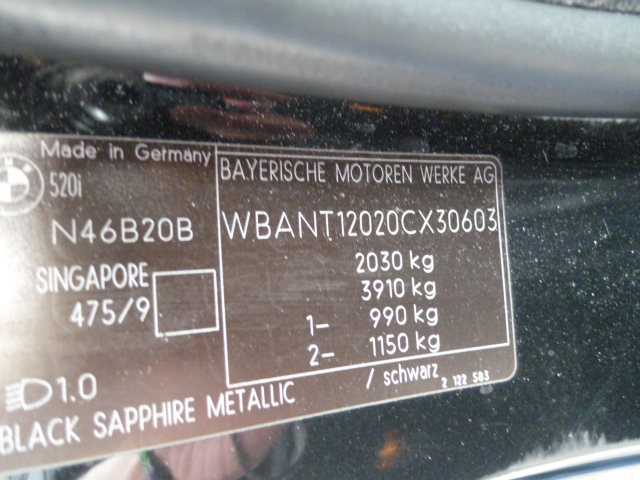 Made in Germany
520i
N46B20B
SINGAPORE
475/9
1.0
BLACK SAPPHIRE METALLIC
BAYERISCHE MOTOREN WERKE AG
WBANT12020CX30603
2030 kg
3910 kg
1- 990 kg
2- 1150 kg
/ schwarz
2 122 583